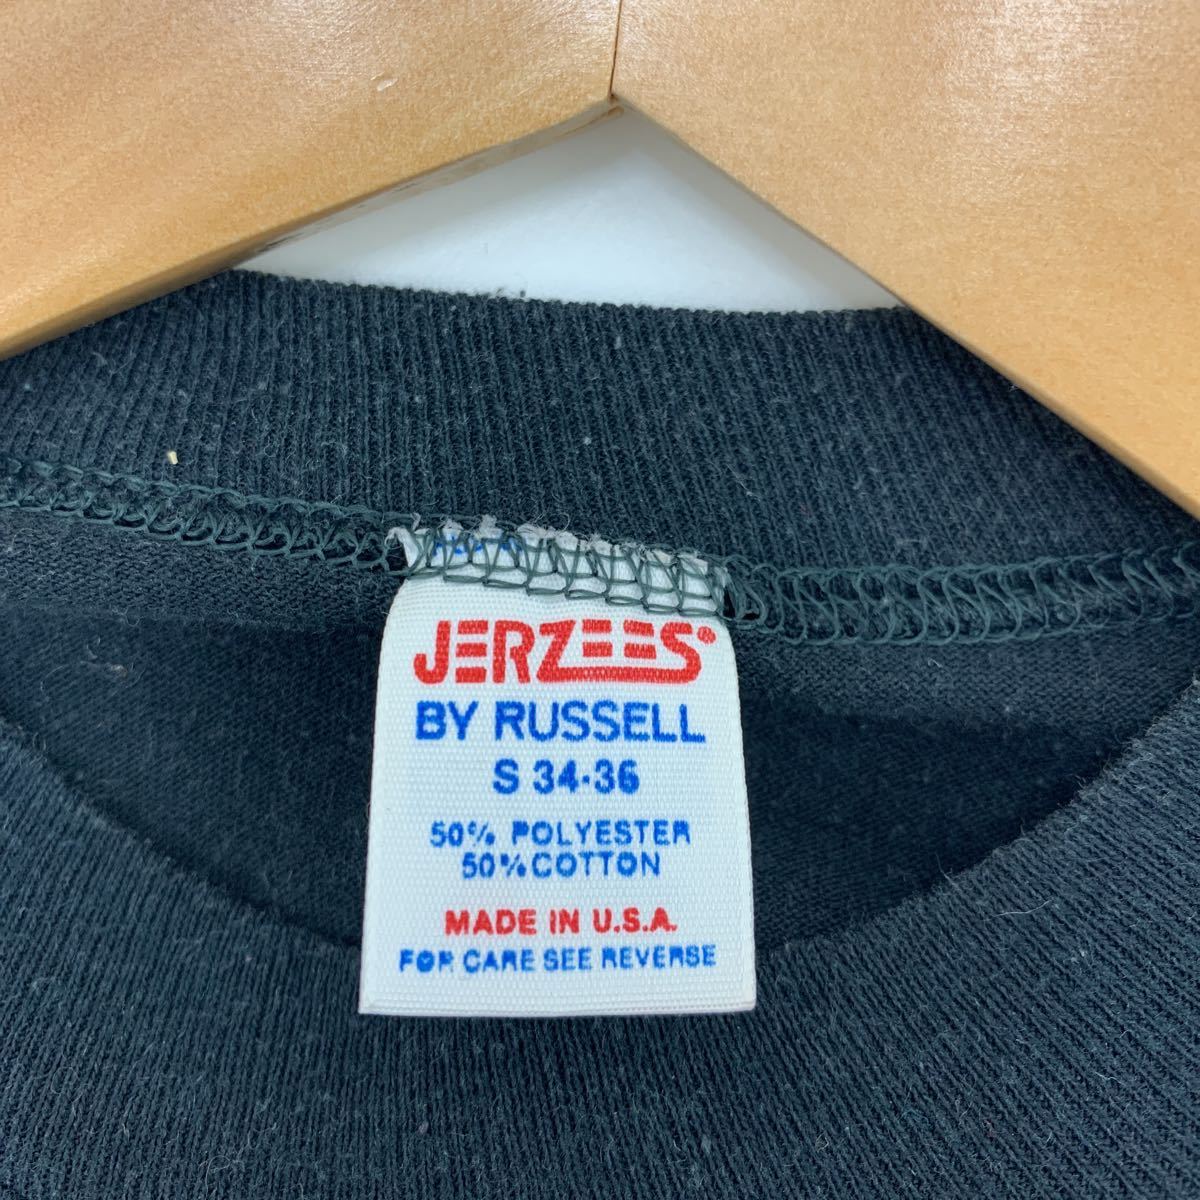 JERZEES®
BY RUSSELL
S 34-36
50% POLYESTER
50% COTTON
MADE IN U.S.A.
FOR CARE SEE REVERSE